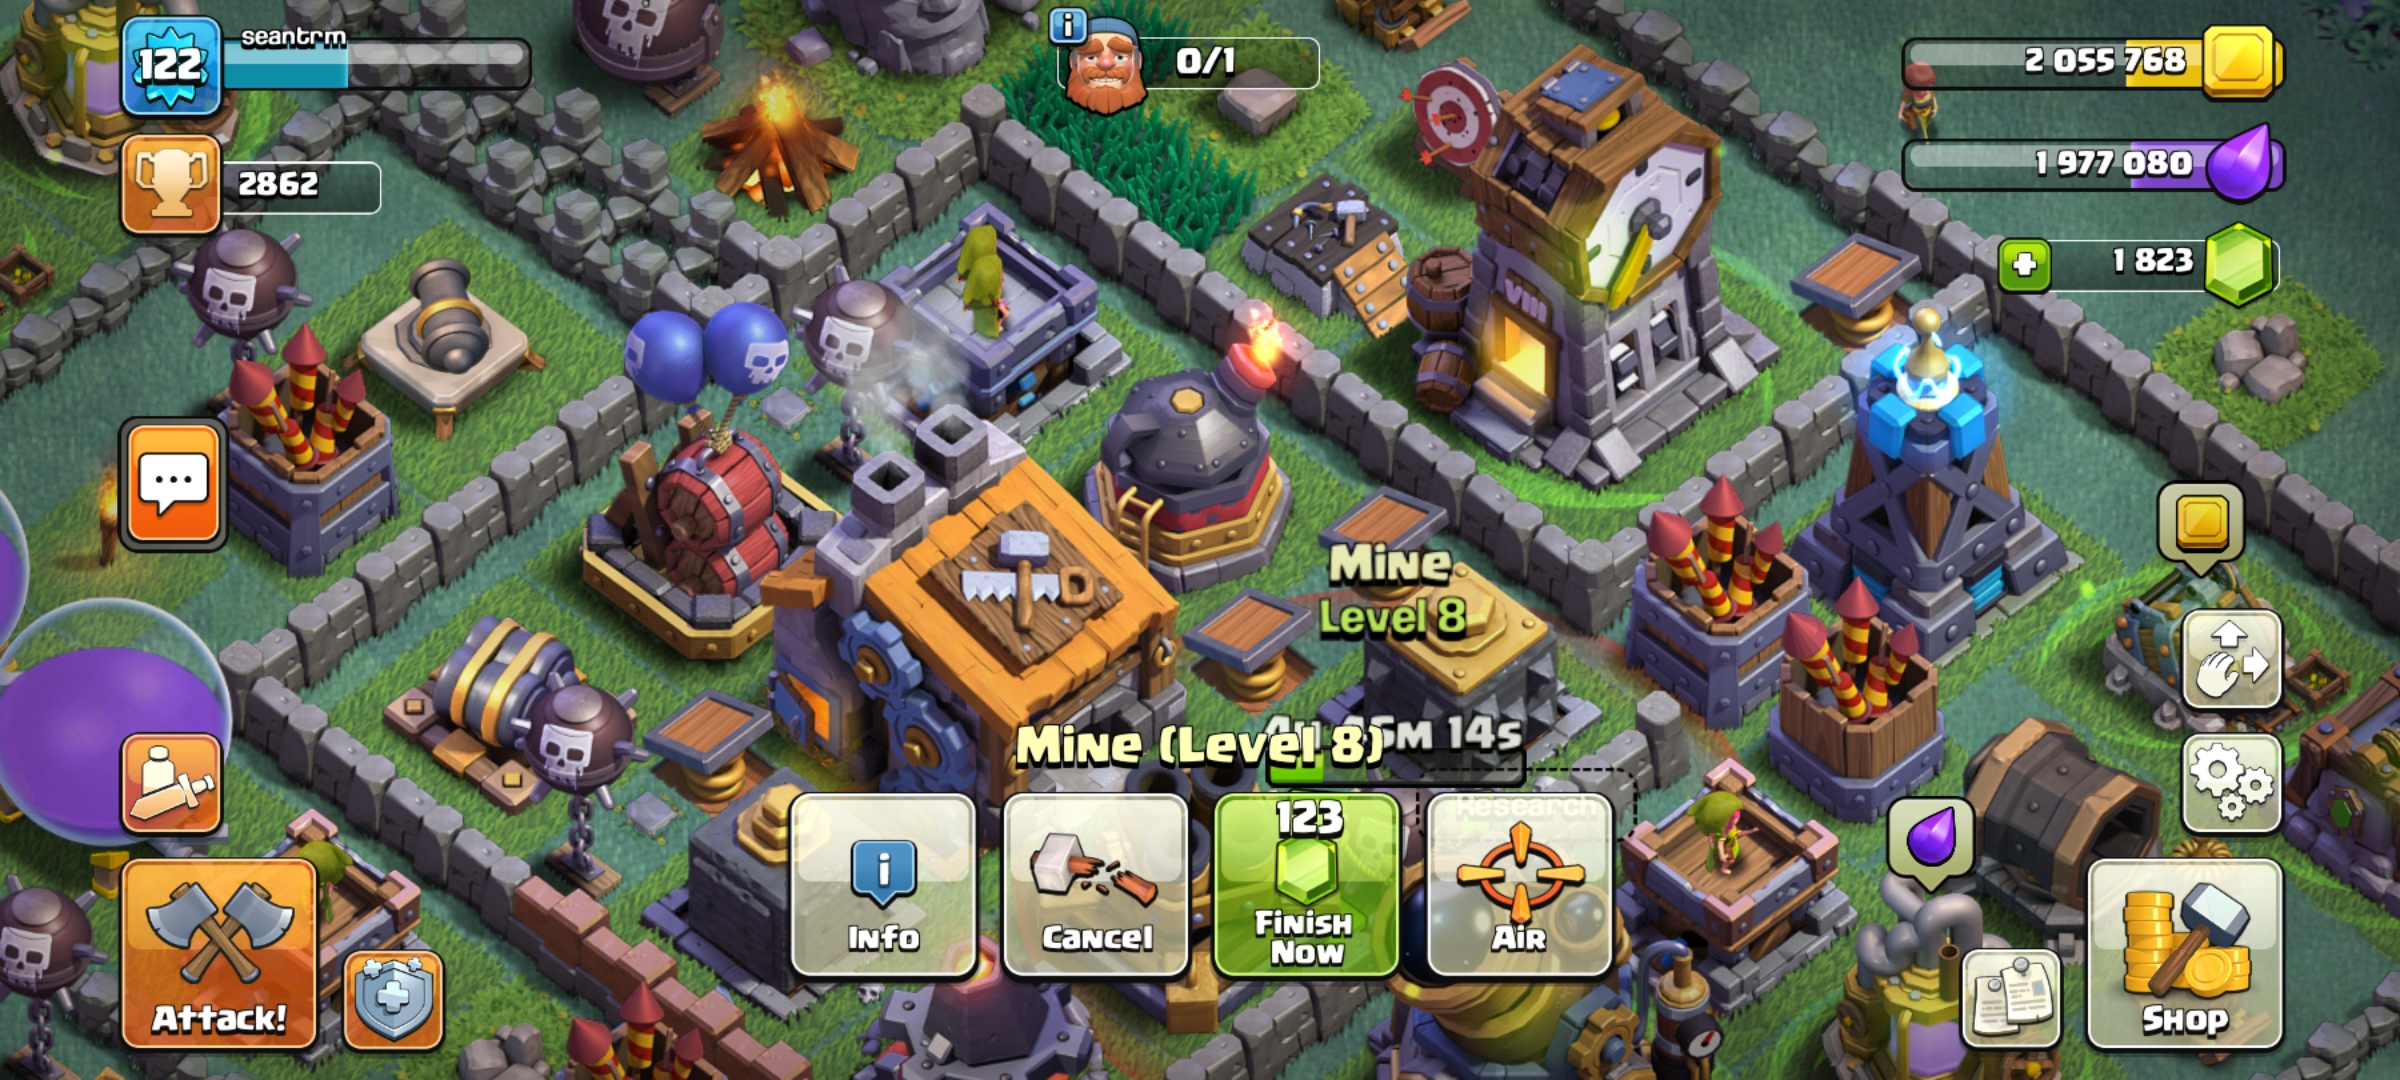 122
seantrm
0/1
2 055 768
2862
1 977 080
1 823
VIII
Mine
Level 8
Mine (Level 8)
14s
123
Research
Info
Cancel
Finish
Now
Air
Attack!
Shop